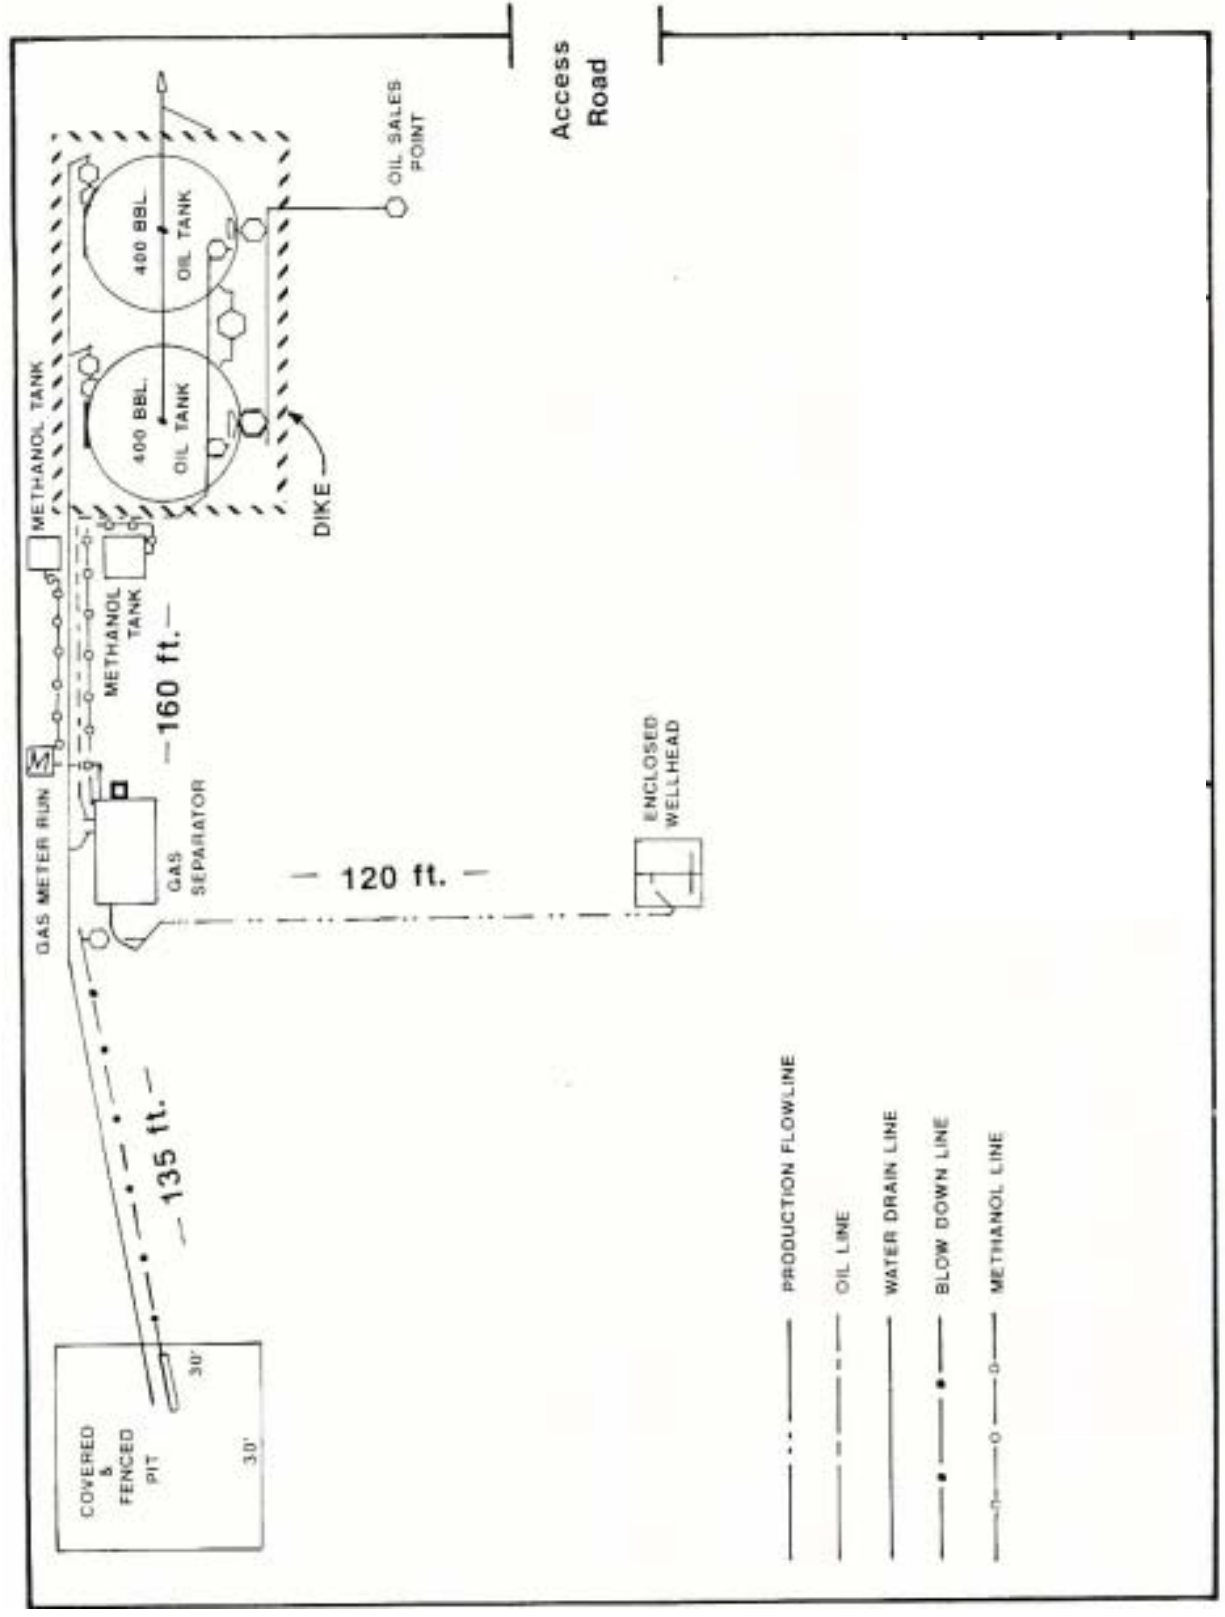 COVERED
&
FENCED
PIT
30'
30'
— 135 ft. —
GAS METER RUN
METHANOL TANK
METHANOL
TANK
— 160 ft. —
GAS
SEPARATOR
— 120 ft. —
ENCLOSED
WELLHEAD
400 BBL.
OIL TANK
400 BBL.
OIL TANK
DIKE
OIL SALES
POINT
Access
Road
PRODUCTION FLOWLINE
OIL LINE
WATER DRAIN LINE
BLOW DOWN LINE
METHANOL LINE